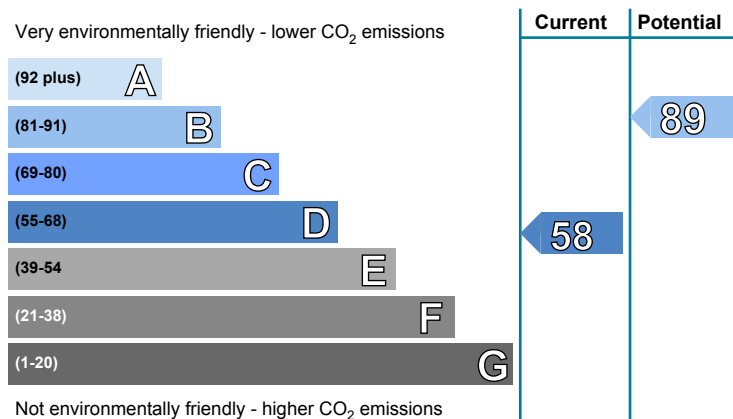 Very environmentally friendly - lower CO2 emissions
Current
Potential
(92 plus) A
(81-91) B
(69-80) C
(55-68) D
(39-54 E
(21-38) F
(1-20) G
58
89
Not environmentally friendly - higher CO2 emissions